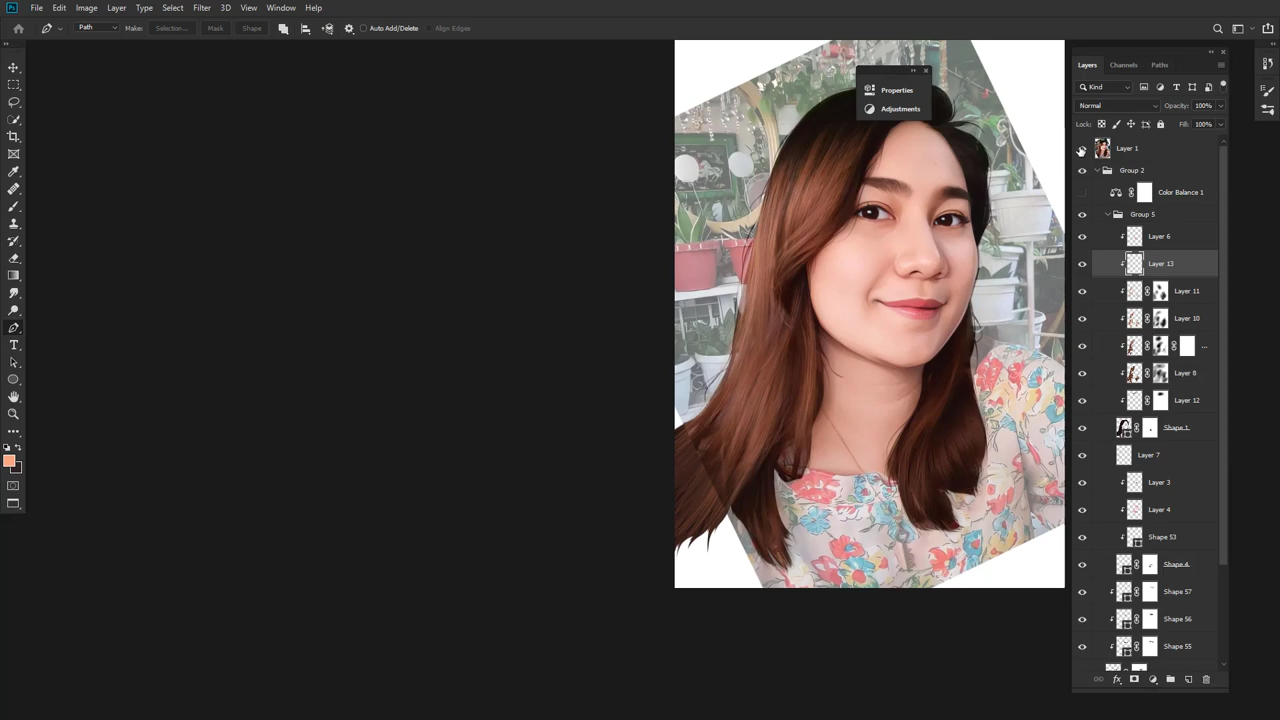 Ps File Edit Image Layer Type Select Filter 3D View Window Help
Path Make: Selection... Mask Shape Auto Add/Delete Align Edges
Properties
Adjustments
Layers Channels Paths
Kind
Normal Opacity: 100%
Lock: Fill: 100%
Layer 1
Group 2
Color Balance 1
Group 5
Layer 6
Layer 13
Layer 11
Layer 10
...
Layer 8
Layer 12
Shape 1
Layer 7
Layer 3
Layer 4
Shape 53
Shape 4
Shape 57
Shape 56
Shape 55
fx